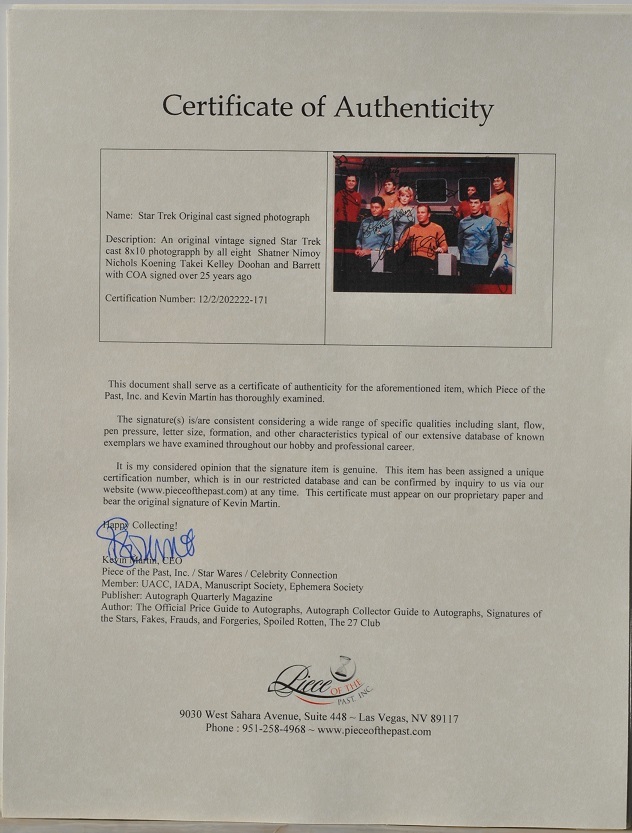 Certificate of Authenticity
Name: Star Trek Original cast signed photograph
Description: An original vintage signed Star Trek
cast 8x10 photograpph by all eight Shatner Nimoy
Nichols Koening Takei Kelley Doohan and Barrett
with COA signed over 25 years ago
Certification Number: 12/2/202222-171
This document shall serve as a certificate of authenticity for the aforementioned item, which Piece of the
Past, Inc. and Kevin Martin has thoroughly examined.
The signature(s) is/are consistent considering a wide range of specific qualities including slant, flow,
pen pressure, letter size, formation, and other characteristics typical of our extensive database of known
exemplars we have examined throughout our hobby and professional career.
It is my considered opinion that the signature item is genuine. This item has been assigned a unique
certification number, which is in our restricted database and can be confirmed by inquiry to us via our
website (www.pieceofthepast.com) at any time. This certificate must appear on our proprietary paper and
bear the original signature of Kevin Martin.
Happy Collecting!
Kevin Martin, CEO
Piece of the Past, Inc. / Star Wares / Celebrity Connection
Member: UACC, IADA, Manuscript Society, Ephemera Society
Publisher: Autograph Quarterly Magazine
Author: The Official Price Guide to Autographs, Autograph Collector Guide to Autographs, Signatures of
the Stars, Fakes, Frauds, and Forgeries, Spoiled Rotten, The 27 Club
Piece OF THE
PAST, INC.
9030 West Sahara Avenue, Suite 448 ~ Las Vegas, NV 89117
Phone : 951-258-4968 ~ www.pieceofthepast.com